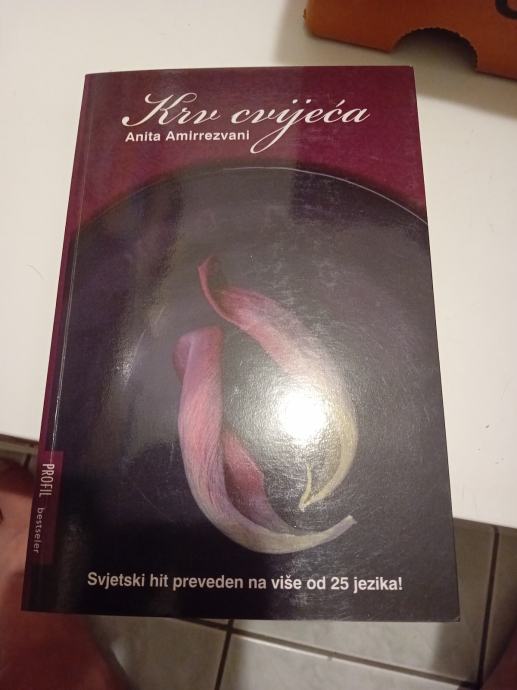 Krv cvijeća
Anita Amirrezvani
PROFIL bestseler
Svjetski hit preveden na više od 25 jezika!